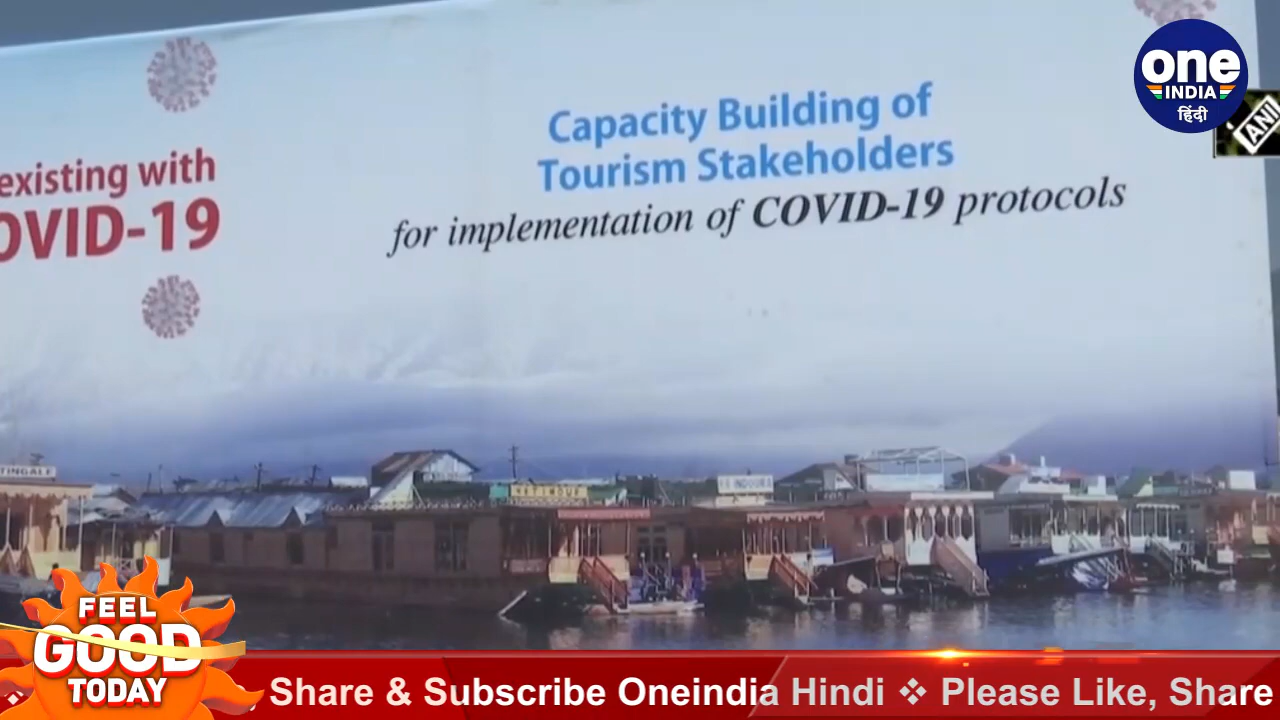 one
INDIA
हिंदी
ANI
Capacity Building of
Tourism Stakeholders
for implementation of COVID-19 protocols
existing with
OVID-19
TINGALE
FEEL
GOOD
TODAY
, Share & Subscribe Oneindia Hindi ❖ Please Like, Share